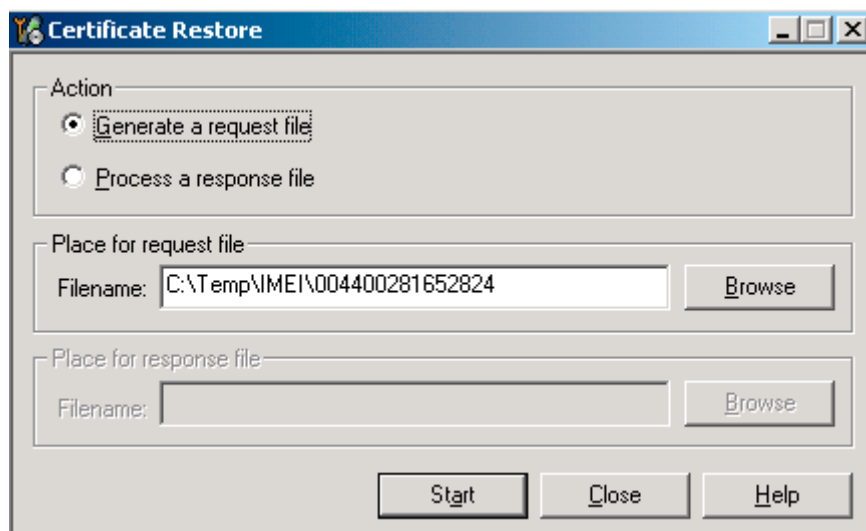 Certificate Restore
Action
Generate a request file
Process a response file
Place for request file
Filename: C:\Temp\IMEI\004400281652824 Browse
Place for response file
Filename: Browse
Start Close Help